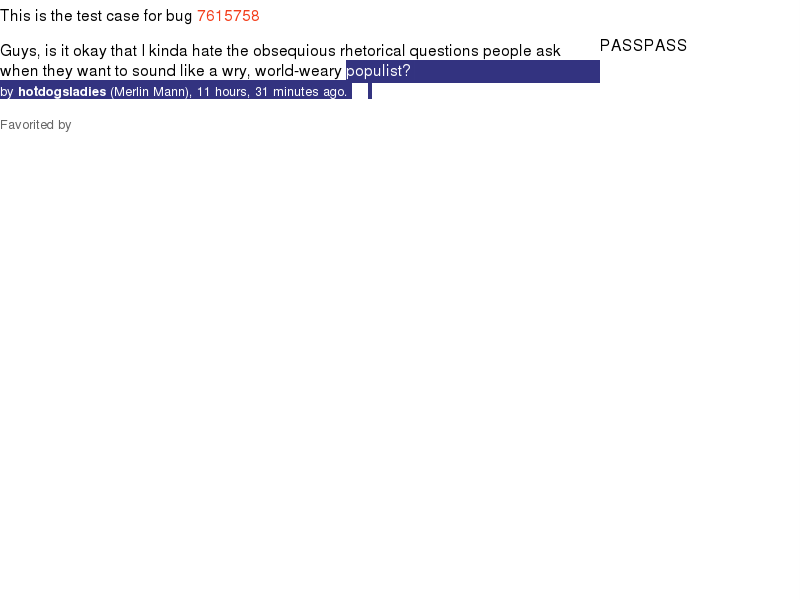 This is the test case for bug 7615758
Guys, is it okay that I kinda hate the obsequious rhetorical questions people ask
when they want to sound like a wry, world-weary populist?
by hotdogsladies (Merlin Mann), 11 hours, 31 minutes ago.
PASSPASS
Favorited by